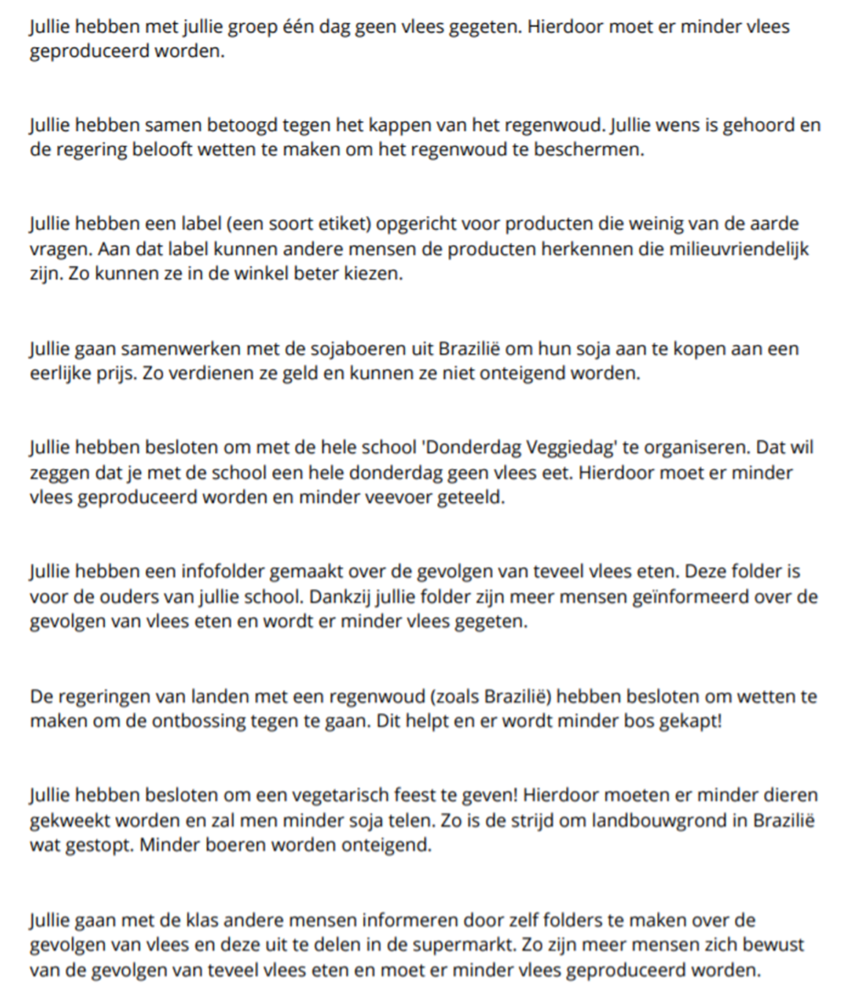 Jullie hebben met jullie groep één dag geen vlees gegeten. Hierdoor moet er minder vlees
geproduceerd worden.
Jullie hebben samen betoogd tegen het kappen van het regenwoud. Jullie wens is gehoord en
de regering belooft wetten te maken om het regenwoud te beschermen.
Jullie hebben een label (een soort etiket) opgericht voor producten die weinig van de aarde
vragen. Aan dat label kunnen andere mensen de producten herkennen die milieuvriendelijk
zijn. Zo kunnen ze in de winkel beter kiezen.
Jullie gaan samenwerken met de sojaboeren uit Brazilië om hun soja aan te kopen aan een
eerlijke prijs. Zo verdienen ze geld en kunnen ze niet onteigend worden.
Jullie hebben besloten om met de hele school 'Donderdag Veggiedag' te organiseren. Dat wil
zeggen dat je met de school een hele donderdag geen vlees eet. Hierdoor moet er minder
vlees geproduceerd worden en minder veevoer geteeld.
Jullie hebben een infofolder gemaakt over de gevolgen van teveel vlees eten. Deze folder is
voor de ouders van jullie school. Dankzij jullie folder zijn meer mensen geïnformeerd over de
gevolgen van vlees eten en wordt er minder vlees gegeten.
De regeringen van landen met een regenwoud (zoals Brazilië) hebben besloten om wetten te
maken om de ontbossing tegen te gaan. Dit helpt en er wordt minder bos gekapt!
Jullie hebben besloten om een vegetarisch feest te geven! Hierdoor moeten er minder dieren
gekweekt worden en zal men minder soja telen. Zo is de strijd om landbouwgrond in Brazilië
wat gestopt. Minder boeren worden onteigend.
Jullie gaan met de klas andere mensen informeren door zelf folders te maken over de
gevolgen van vlees en deze uit te delen in de supermarkt. Zo zijn meer mensen zich bewust
van de gevolgen van teveel vlees eten en moet er minder vlees geproduceerd worden.